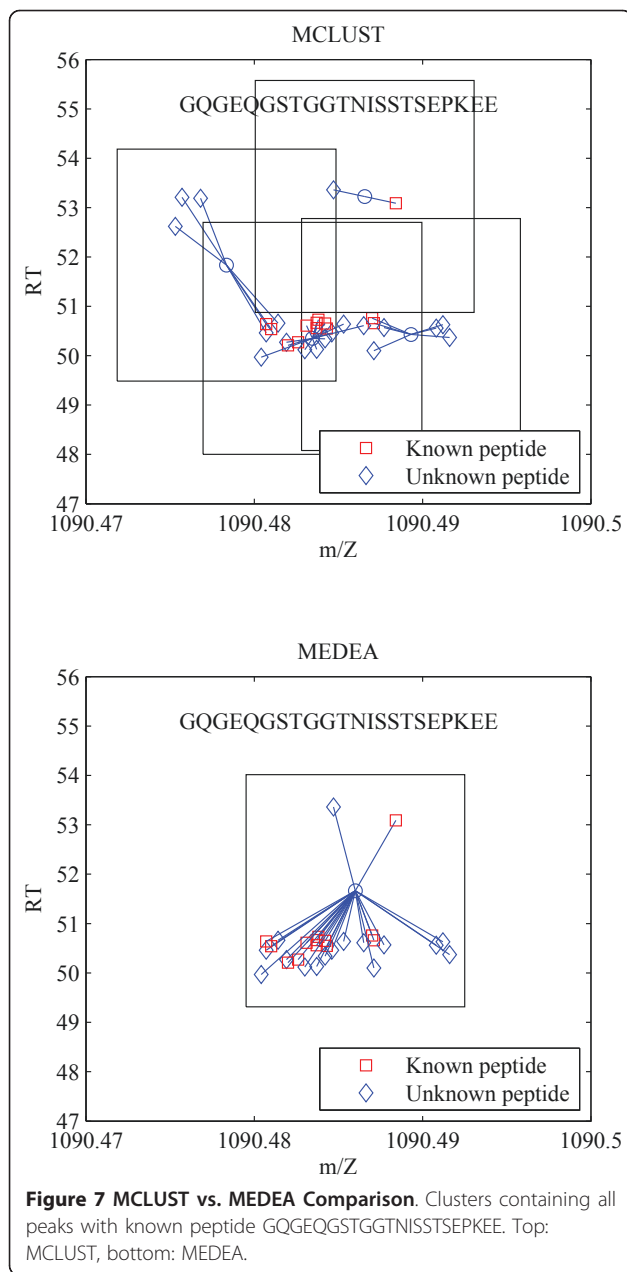 MCLUST
56
55
54
53
52
51
50
49
48
47
RT
GQGEQGSTGGTNISSTSEPKEE
Known peptide
Unknown peptide
1090.47 1090.48 1090.49 1090.5
m/Z
MEDEA
56
55
54
53
52
51
50
49
48
47
RT
GQGEQGSTGGTNISSTSEPKEE
Known peptide
Unknown peptide
1090.47 1090.48 1090.49 1090.5
m/Z
Figure 7 MCLUST vs. MEDEA Comparison. Clusters containing all
peaks with known peptide GQGEQGSTGGTNISSTSEPKEE. Top:
MCLUST, bottom: MEDEA.